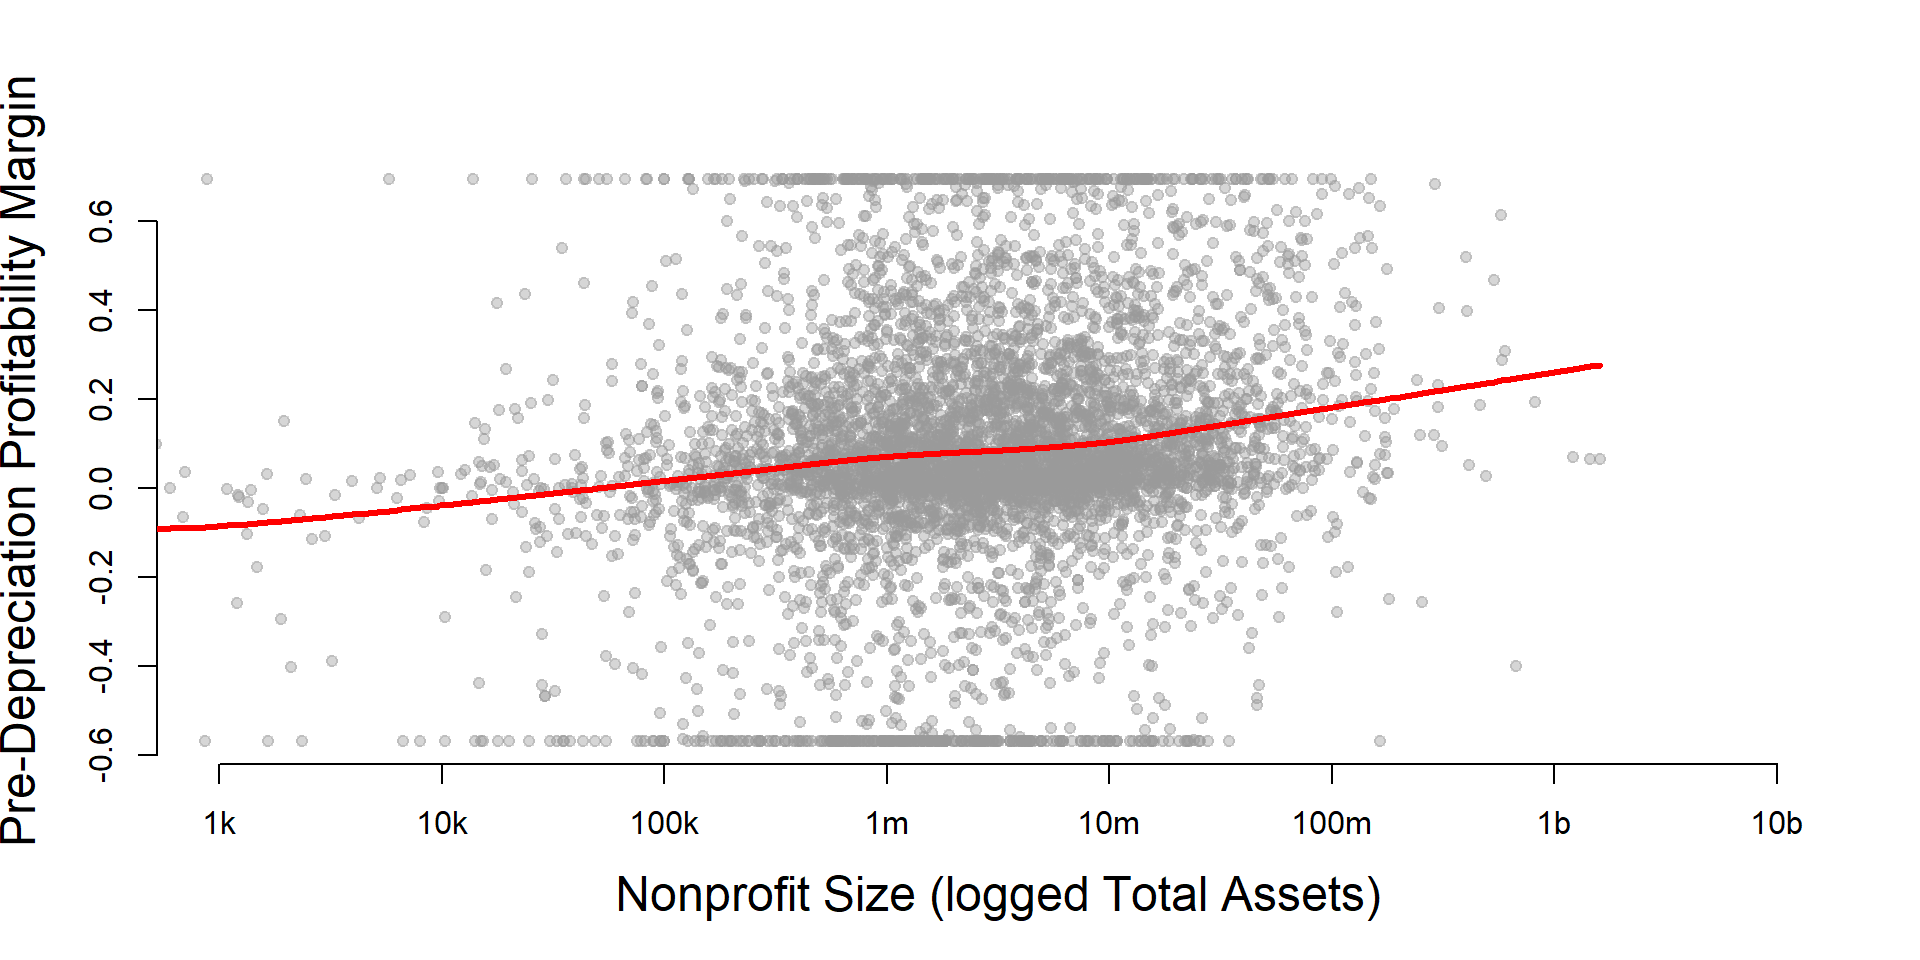 Pre-Depreciation Profitability Margin
0.6
0.4
0.2
0.0
-0.2
-0.4
-0.6
1k 10k 100k 1m 10m 100m 1b 10b
Nonprofit Size (logged Total Assets)